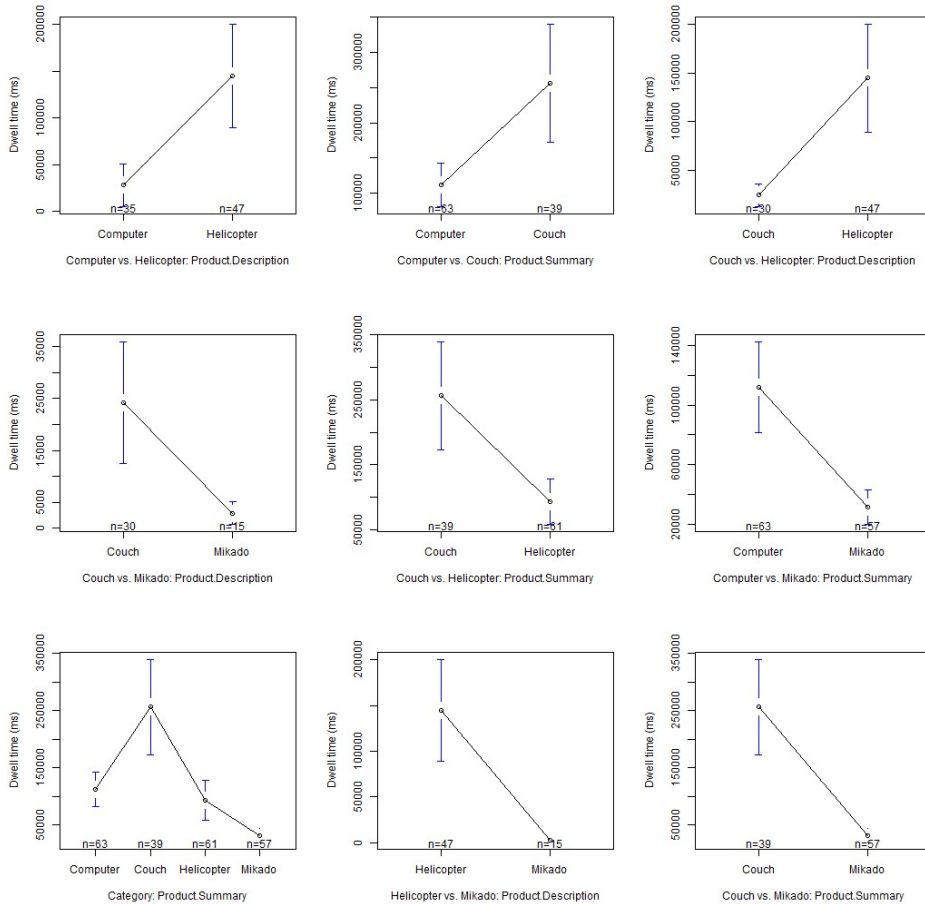 Dwell time (ms)
0 50000 100000 200000
n=35 n=47
Computer Helicopter
Computer vs. Helicopter: Product.Description
Dwell time (ms)
100000 200000 300000
n=63 n=39
Computer Couch
Computer vs. Couch: Product.Summary
Dwell time (ms)
50000 100000 150000 200000
n=30 n=47
Couch Helicopter
Couch vs. Helicopter: Product.Description
Dwell time (ms)
0 5000 15000 25000 35000
n=30 n=15
Couch Mikado
Couch vs. Mikado: Product.Description
Dwell time (ms)
50000 150000 250000 350000
n=39 n=61
Couch Helicopter
Couch vs. Helicopter: Product.Summary
Dwell time (ms)
20000 60000 100000 140000
n=63 n=57
Computer Mikado
Computer vs. Mikado: Product.Summary
Dwell time (ms)
50000 150000 250000 350000
n=63 n=39 n=61 n=57
Computer Couch Helicopter Mikado
Category: Product.Summary
Dwell time (ms)
0 50000 100000 200000
n=47 n=15
Helicopter Mikado
Helicopter vs. Mikado: Product.Description
Dwell time (ms)
50000 150000 250000 350000
n=39 n=57
Couch Mikado
Couch vs. Mikado: Product.Summary